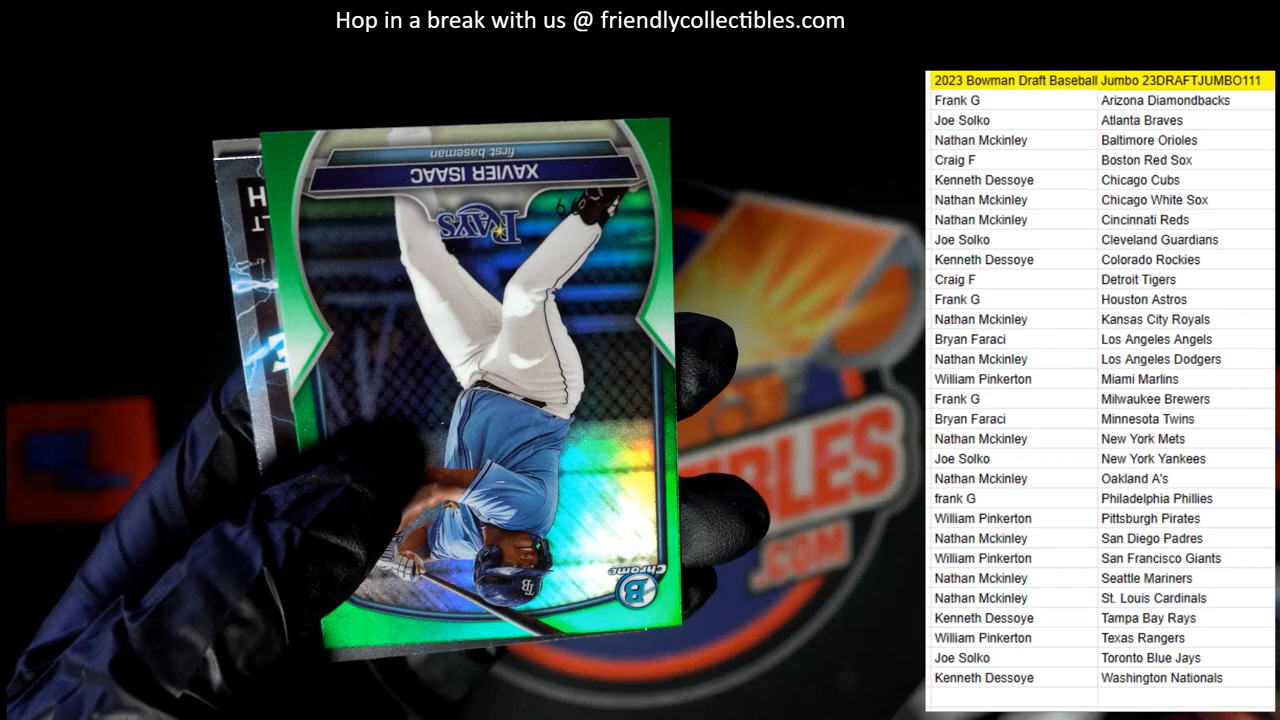 Hop in a break with us @ friendlycollectibles.com
2023 Bowman Draft Baseball Jumbo 23DRAFTJUMBO111
Frank G Arizona Diamondbacks
Joe Solko Atlanta Braves
Nathan Mckinley Baltimore Orioles
Craig F Boston Red Sox
Kenneth Dessoye Chicago Cubs
Nathan Mckinley Chicago White Sox
Nathan Mckinley Cincinnati Reds
Joe Solko Cleveland Guardians
Kenneth Dessoye Colorado Rockies
Craig F Detroit Tigers
Frank G Houston Astros
Nathan Mckinley Kansas City Royals
Bryan Faraci Los Angeles Angels
Nathan Mckinley Los Angeles Dodgers
William Pinkerton Miami Marlins
Frank G Milwaukee Brewers
Bryan Faraci Minnesota Twins
Nathan Mckinley New York Mets
Joe Solko New York Yankees
Nathan Mckinley Oakland A's
frank G Philadelphia Phillies
William Pinkerton Pittsburgh Pirates
Nathan Mckinley San Diego Padres
William Pinkerton San Francisco Giants
Nathan Mckinley Seattle Mariners
Nathan Mckinley St. Louis Cardinals
Kenneth Dessoye Tampa Bay Rays
William Pinkerton Texas Rangers
Joe Solko Toronto Blue Jays
Kenneth Dessoye Washington Nationals
first baseman
XAVIER ISAAC
RAYS
TB
Chrome
B
.COM